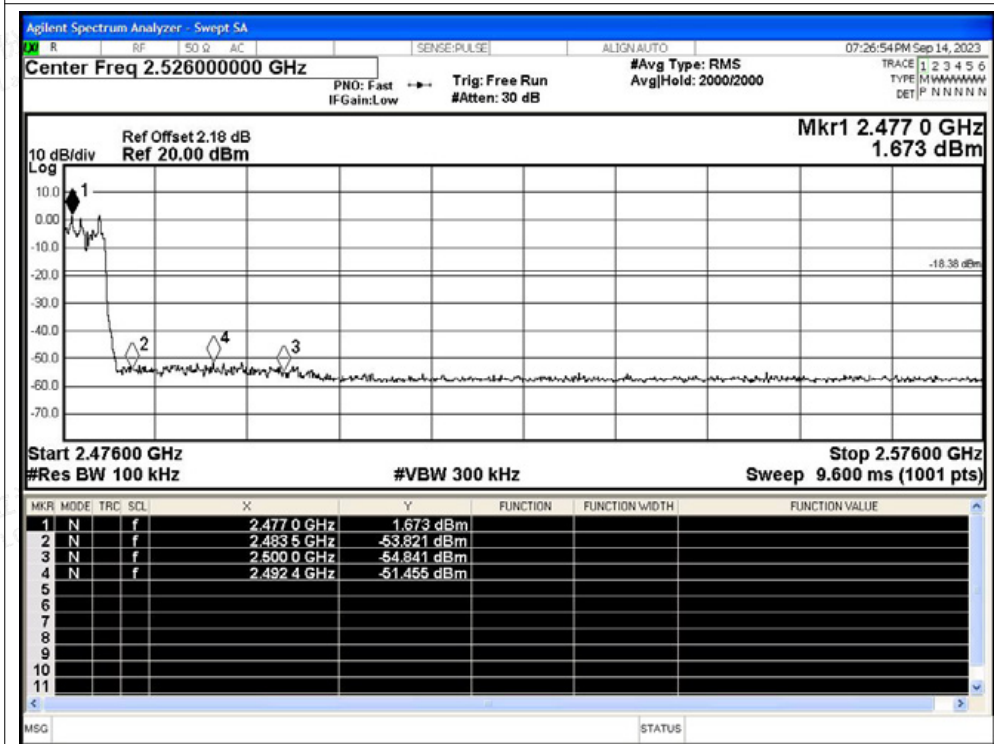 Agilent Spectrum Analyzer - Swept SA
LXI R RF 50 Ω AC SENSE:PULSE ALIGN AUTO 07:26:54 PM Sep 14, 2023
Center Freq 2.526000000 GHz #Avg Type: RMS TRACE 1 2 3 4 5 6
PNO: Fast Trig: Free Run Avg|Hold: 2000/2000 TYPE M WWWWW
IFGain:Low #Atten: 30 dB DET P N N N N N
Mkr1 2.477 0 GHz
Ref Offset 2.18 dB
10 dB/div Ref 20.00 dBm 1.673 dBm
Log
10.0
0.00
-10.0
-20.0
-30.0
-40.0
-50.0
-60.0
-70.0
1
-18.38 dBm
2
4
3
Start 2.47600 GHz Stop 2.57600 GHz
#Res BW 100 kHz #VBW 300 kHz Sweep 9.600 ms (1001 pts)
MKR MODE TRC SCL X Y FUNCTION FUNCTION WIDTH FUNCTION VALUE
1 N f 2.477 0 GHz 1.673 dBm
2 N f 2.483 5 GHz -53.821 dBm
3 N f 2.500 0 GHz -54.841 dBm
4 N f 2.492 4 GHz -51.455 dBm
5
6
7
8
9
10
11
MSG STATUS